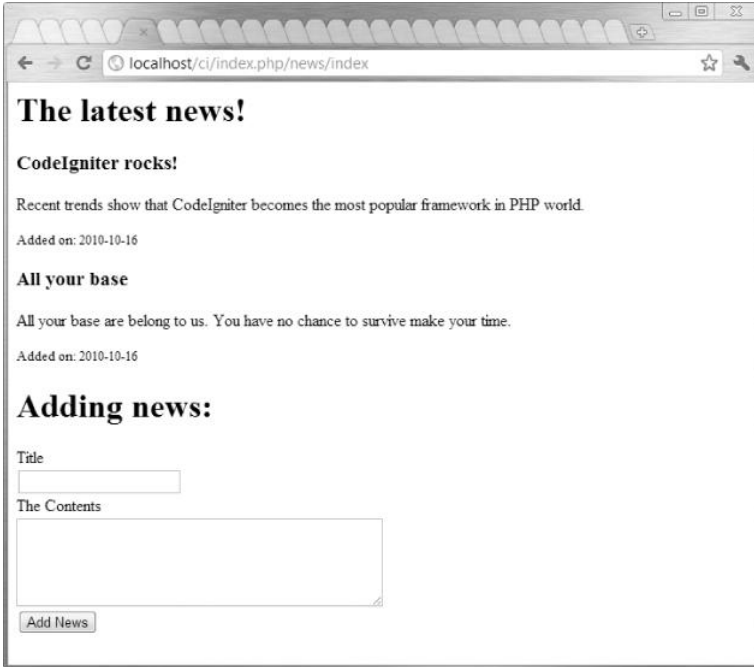 localhost/ci/index.php/news/index
The latest news!
CodeIgniter rocks!
Recent trends show that CodeIgniter becomes the most popular framework in PHP world.
Added on: 2010-10-16
All your base
All your base are belong to us. You have no chance to survive make your time.
Added on: 2010-10-16
Adding news:
Title
The Contents
Add News